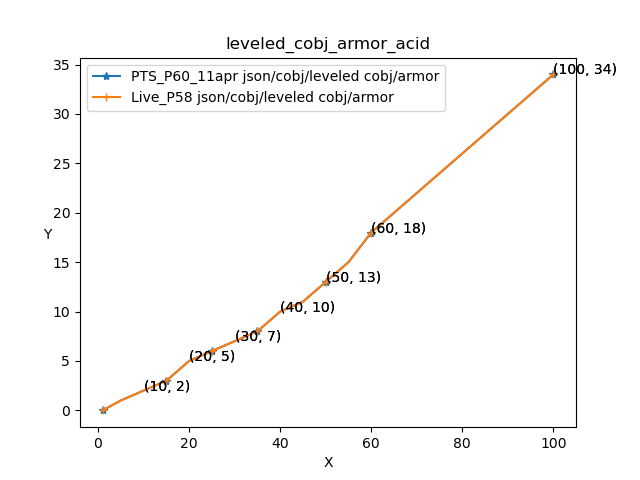 leveled_cobj_armor_acid
PTS_P60_11apr json/cobj/leveled cobj/armor
Live_P58 json/cobj/leveled cobj/armor
(100, 34)
(60, 18)
(50, 13)
(40, 10)
(30, 7)
(20, 5)
(10, 2)
35
30
25
20
15
10
5
0
Y
0 20 40 60 80 100
X